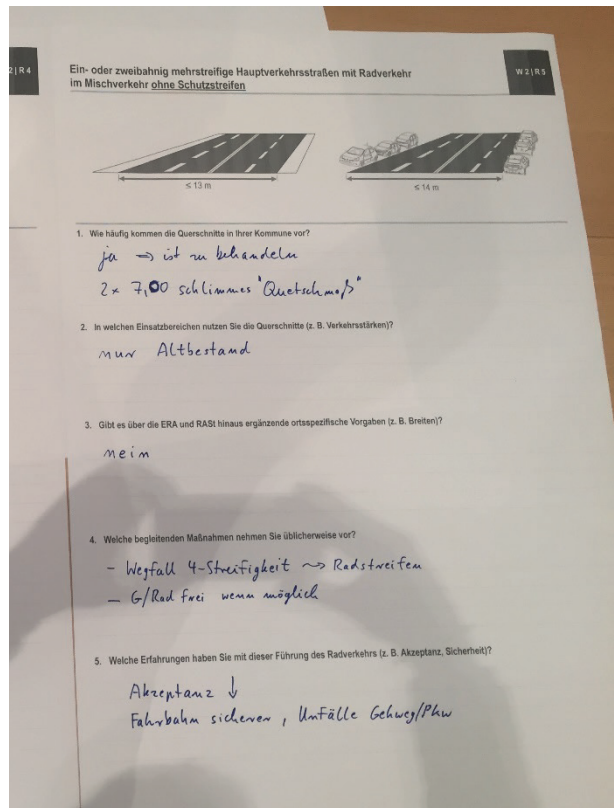 2|R4
Ein- oder zweibahnig mehrstreifige Hauptverkehrsstraßen mit Radverkehr
im Mischverkehr ohne Schutzstreifen
W 2|R 5
≤ 13 m
≤ 14 m
1. Wie häufig kommen die Querschnitte in Ihrer Kommune vor?
ja ⇒ ist zu behandeln
2x 7,00 schlimmes "Quetschmaß"
2. In welchen Einsatzbereichen nutzen Sie die Querschnitte (z. B. Verkehrsstärken)?
nur Altbestand
3. Gibt es über die ERA und RASt hinaus ergänzende ortsspezifische Vorgaben (z. B. Breiten)?
nein
4. Welche begleitenden Maßnahmen nehmen Sie üblicherweise vor?
- Wegfall 4-Streifigkeit ⇝ Radstreifen
- G/Rad frei wenn möglich
5. Welche Erfahrungen haben Sie mit dieser Führung des Radverkehrs (z. B. Akzeptanz, Sicherheit)?
Akzeptanz ↓
Fahrbahn sicherer, Unfälle Gehweg/Pkw